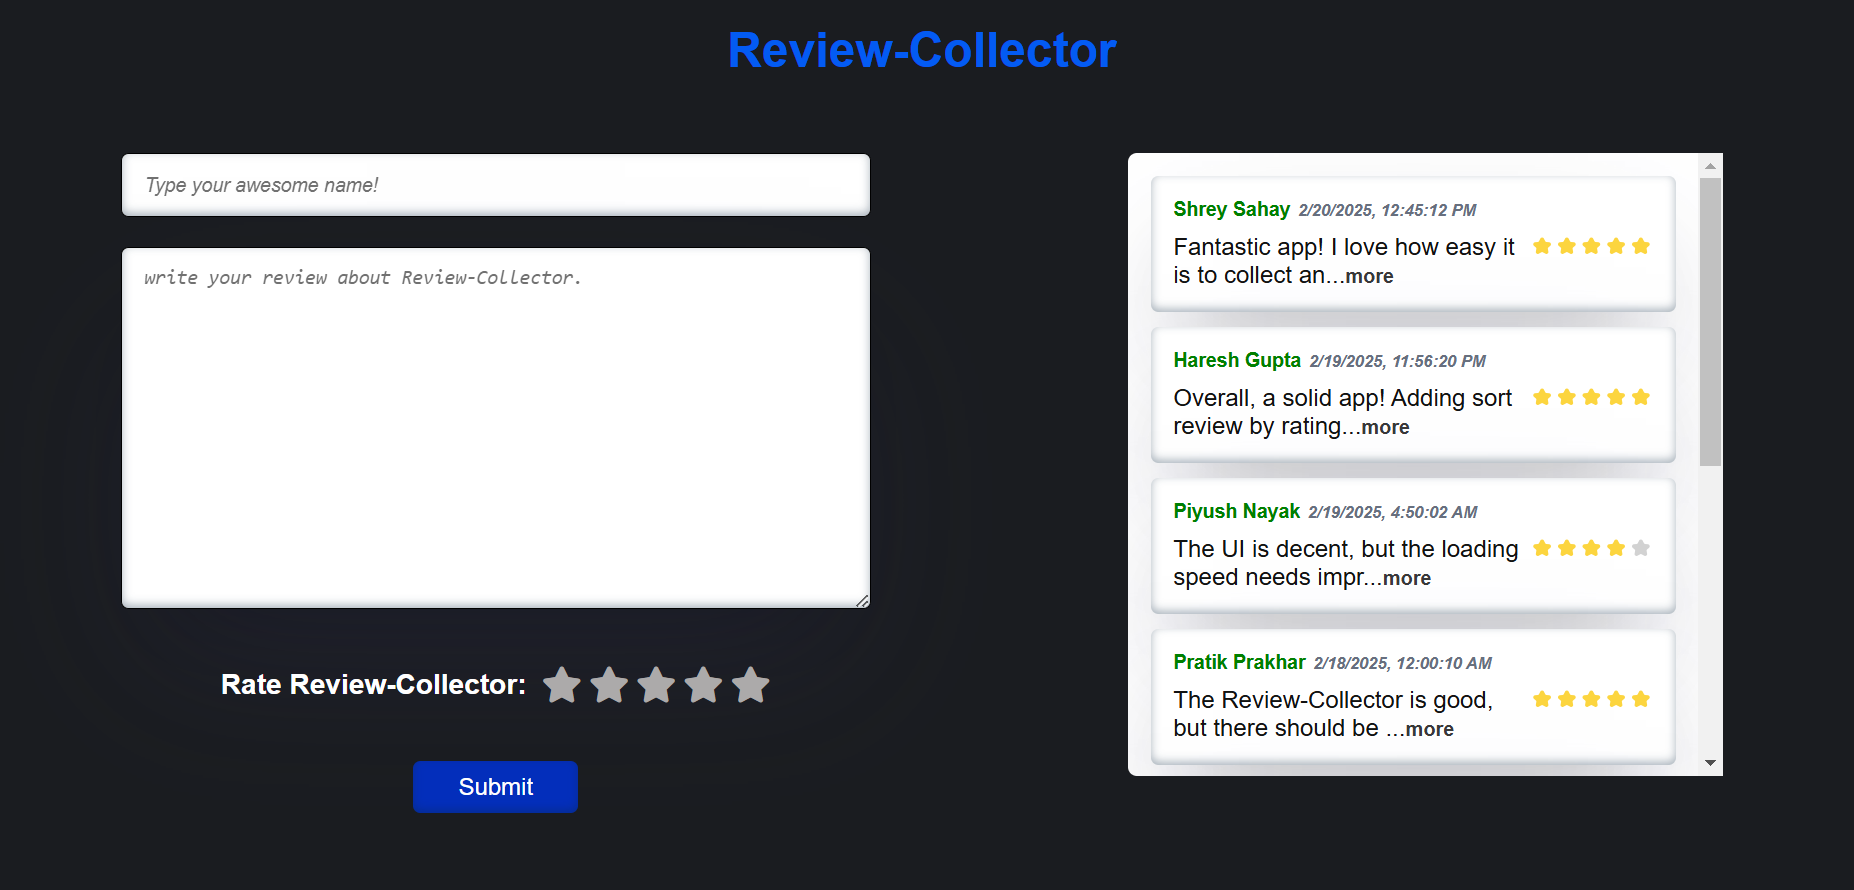 Review-Collector
Type your awesome name!
write your review about Review-Collector.
Rate Review-Collector:
Submit
Shrey Sahay 2/20/2025, 12:45:12 PM
Fantastic app! I love how easy it
is to collect an...more
Haresh Gupta 2/19/2025, 11:56:20 PM
Overall, a solid app! Adding sort
review by rating...more
Piyush Nayak 2/19/2025, 4:50:02 AM
The UI is decent, but the loading
speed needs impr...more
Pratik Prakhar 2/18/2025, 12:00:10 AM
The Review-Collector is good,
but there should be ...more